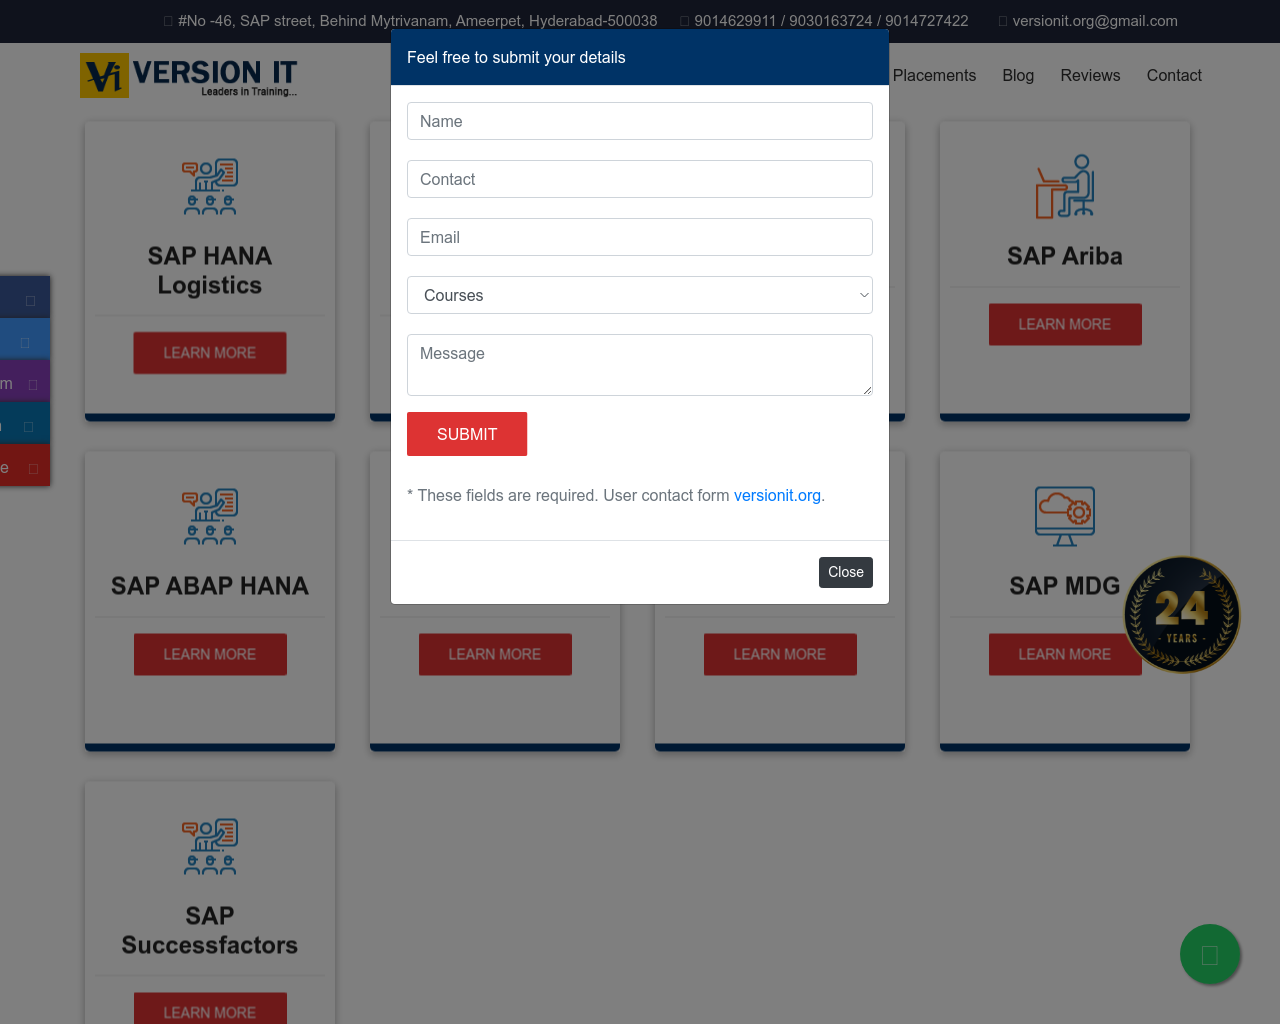 #No -46, SAP street, Behind Mytrivanam, Ameerpet, Hyderabad-500038 9014629911 / 9030163724 / 9014727422 versionit.org@gmail.com
Vi VERSION IT
Leaders in Training...
Placements Blog Reviews Contact
Feel free to submit your details
Name
Contact
Email
Courses
Message
SUBMIT
* These fields are required. User contact form versionit.org.
Close
SAP HANA
Logistics
LEARN MORE
SAP Ariba
LEARN MORE
m
e
SAP ABAP HANA
LEARN MORE
LEARN MORE
LEARN MORE
SAP MDG
LEARN MORE
24
- YEARS -
SAP
Successfactors
LEARN MORE